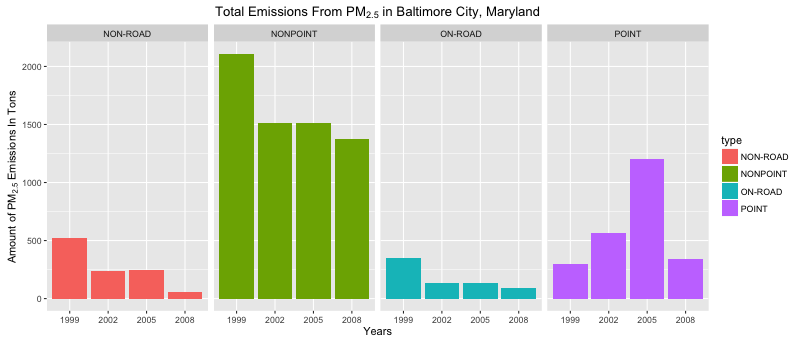 Total Emissions From PM2.5 in Baltimore City, Maryland
NON-ROAD NONPOINT ON-ROAD POINT
Amount of PM2.5 Emissions In Tons
2000
1500
1000
500
0
1999 2002 2005 2008 1999 2002 2005 2008 1999 2002 2005 2008 1999 2002 2005 2008
Years
type
NON-ROAD
NONPOINT
ON-ROAD
POINT